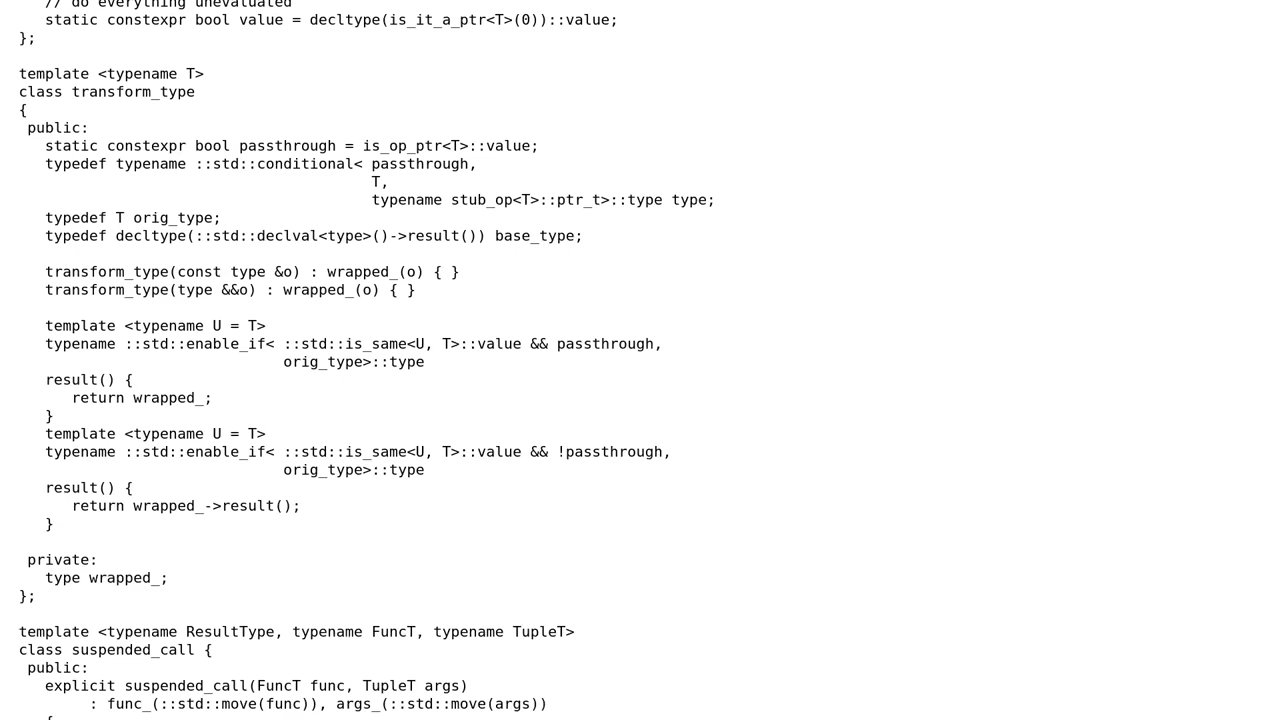 // do everything unevaluated
static constexpr bool value = decltype(is_it_a_ptr<T>(0))::value;
};
template <typename T>
class transform_type
{
public:
static constexpr bool passthrough = is_op_ptr<T>::value;
typedef typename ::std::conditional< passthrough,
T,
typename stub_op<T>::ptr_t>::type type;
typedef T orig_type;
typedef decltype(::std::declval<type>()->result()) base_type;
transform_type(const type &o) : wrapped_(o) { }
transform_type(type &&o) : wrapped_(o) { }
template <typename U = T>
typename ::std::enable_if< ::std::is_same<U, T>::value && passthrough,
orig_type>::type
result() {
return wrapped_;
}
template <typename U = T>
typename ::std::enable_if< ::std::is_same<U, T>::value && !passthrough,
orig_type>::type
result() {
return wrapped_->result();
}
private:
type wrapped_;
};
template <typename ResultType, typename FuncT, typename TupleT>
class suspended_call {
public:
explicit suspended_call(FuncT func, TupleT args)
: func_(::std::move(func)), args_(::std::move(args))
{